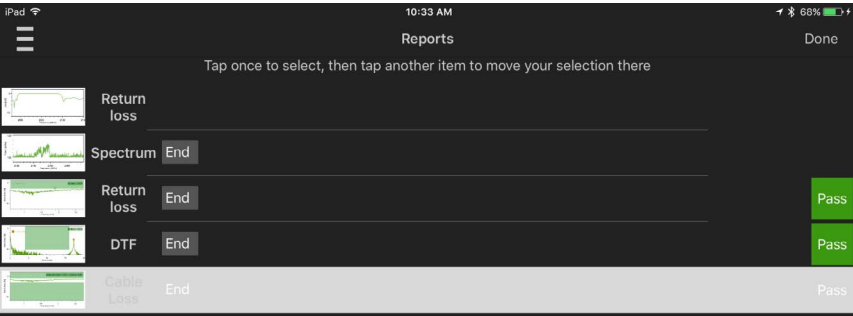 iPad 10:33 AM 68%
Reports Done
Tap once to select, then tap another item to move your selection there
Return
loss
Spectrum End
Return
loss End Pass
DTF End Pass
Cable
Loss End Pass